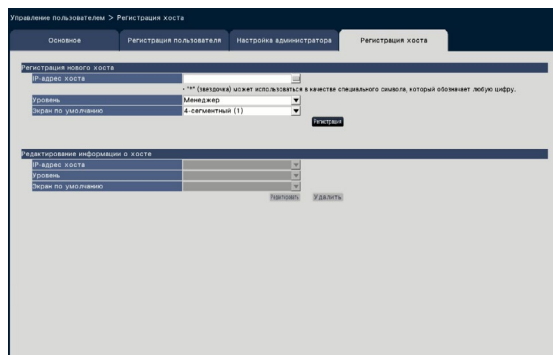 Управление пользователем > Регистрация хоста
Основное Регистрация пользователя Настройка администратора Регистрация хоста
Регистрация нового хоста
IP-адрес хоста
- "*" (звездочка) может использоваться в качестве специального символа, который обозначает любую цифру.
Уровень Менеджер
Экран по умолчанию 4-сегментный (1)
Регистрация
Редактирование информации о хосте
IP-адрес хоста
Уровень
Экран по умолчанию
Удалить